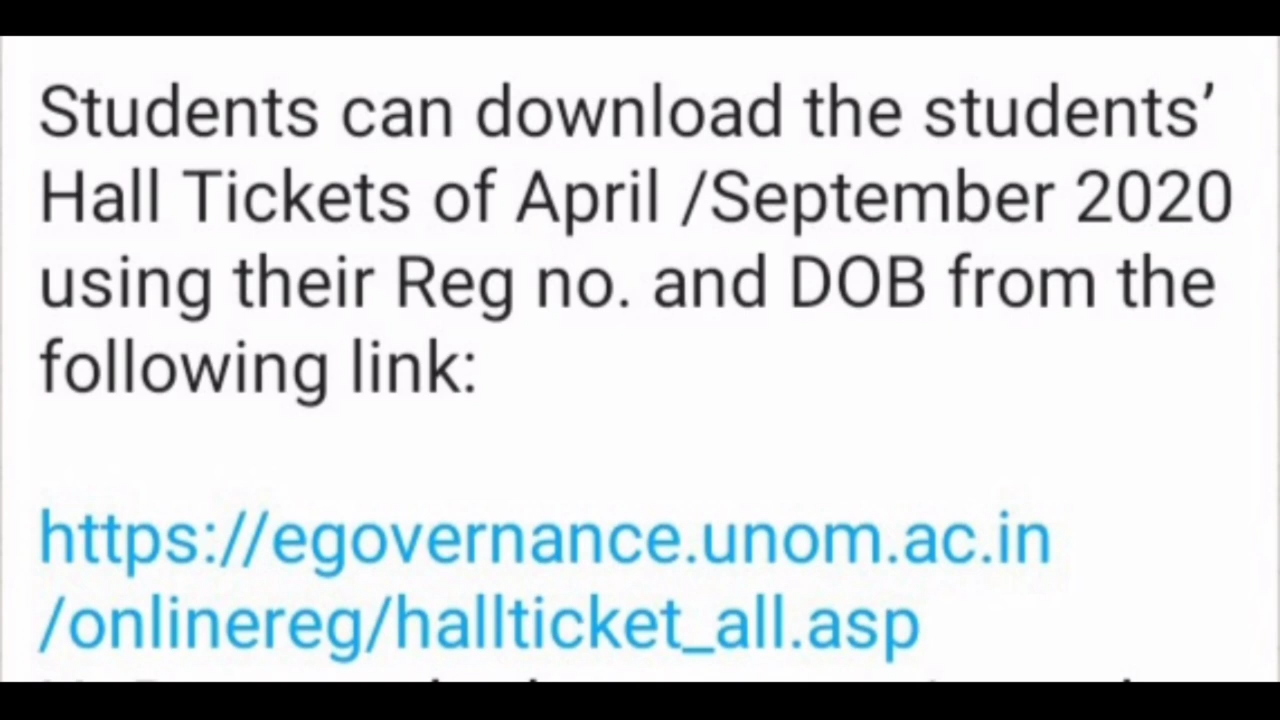 Students can download the students’
Hall Tickets of April /September 2020
using their Reg no. and DOB from the
following link:
https://egovernance.unom.ac.in
/onlinereg/hallticket_all.asp